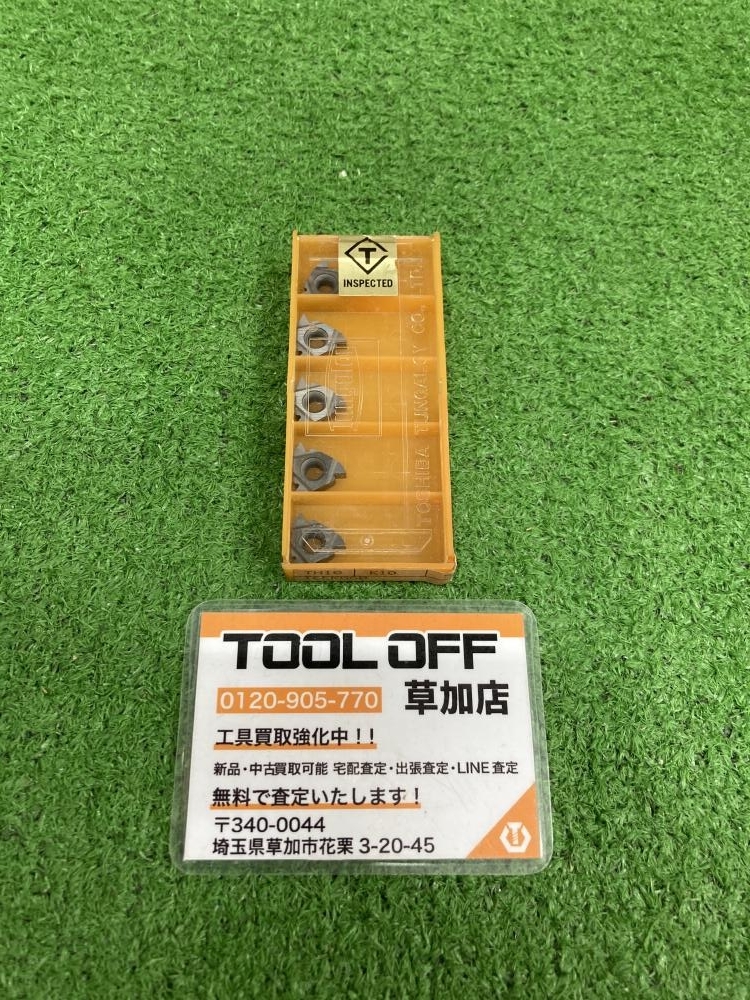 T
INSPECTED
TOSHIBA TUNGALOY CO., LTD.
TH10 K10
TOOL OFF
0120-905-770 草加店
工具買取強化中!!
新品・中古買取可能 宅配査定・出張査定・LINE査定
無料で査定いたします!
〒340-0044
埼玉県草加市花栗 3-20-45